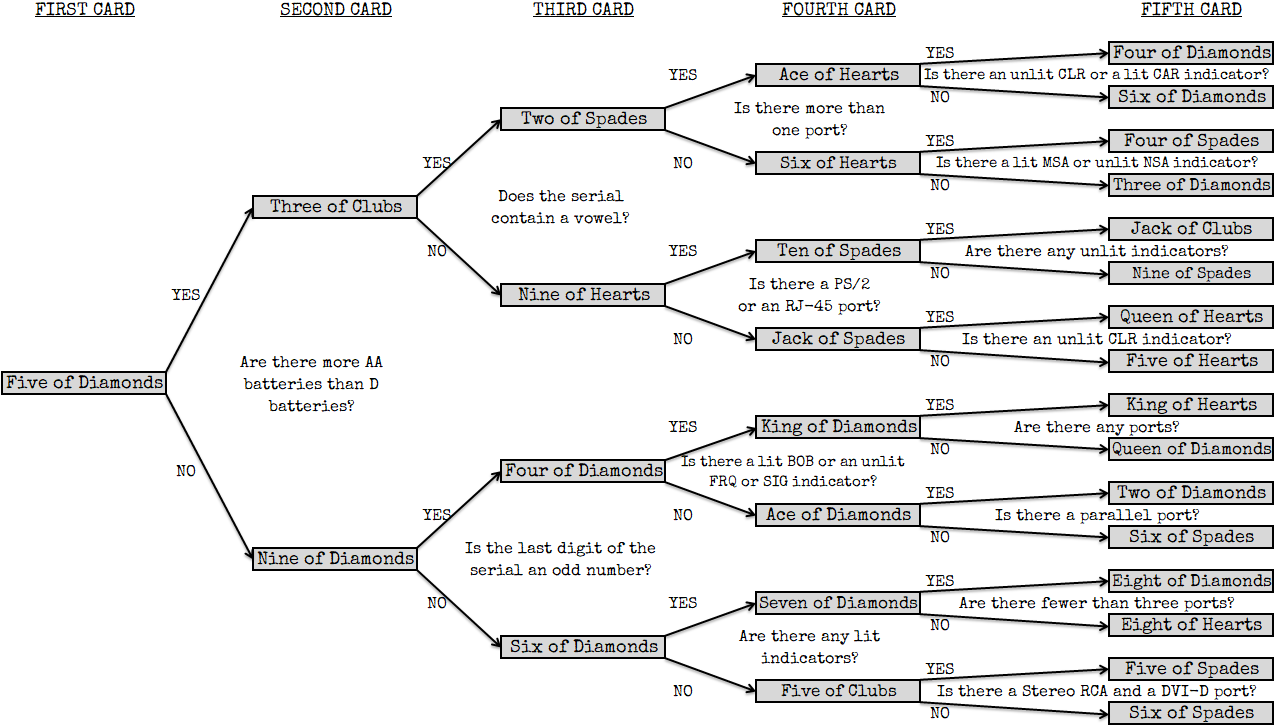 FIRST CARD SECOND CARD THIRD CARD FOURTH CARD FIFTH CARD
Five of Diamonds
YES
NO
Are there more AA
batteries than D
batteries?
Three of Clubs
YES
NO
Does the serial
contain a vowel?
Nine of Diamonds
YES
NO
Is the last digit of the
serial an odd number?
Two of Spades
YES
NO
Is there more than
one port?
Nine of Hearts
YES
NO
Is there a PS/2
or an RJ-45 port?
Four of Diamonds
YES
NO
Is there a lit BOB or an unlit
FRQ or SIG indicator?
Six of Diamonds
YES
NO
Are there any lit
indicators?
Ace of Hearts
YES
Is there an unlit CLR or a lit CAR indicator?
NO
Four of Diamonds
Six of Diamonds
Six of Hearts
YES
Is there a lit MSA or unlit NSA indicator?
NO
Four of Spades
Three of Diamonds
Ten of Spades
YES
Are there any unlit indicators?
NO
Jack of Clubs
Nine of Spades
Jack of Spades
YES
Is there an unlit CLR indicator?
NO
Queen of Hearts
Five of Hearts
King of Diamonds
YES
Are there any ports?
NO
King of Hearts
Queen of Diamonds
Ace of Diamonds
YES
Is there a parallel port?
NO
Two of Diamonds
Six of Spades
Seven of Diamonds
YES
Are there fewer than three ports?
NO
Eight of Diamonds
Eight of Hearts
Five of Clubs
YES
Is there a Stereo RCA and a DVI-D port?
NO
Five of Spades
Six of Spades